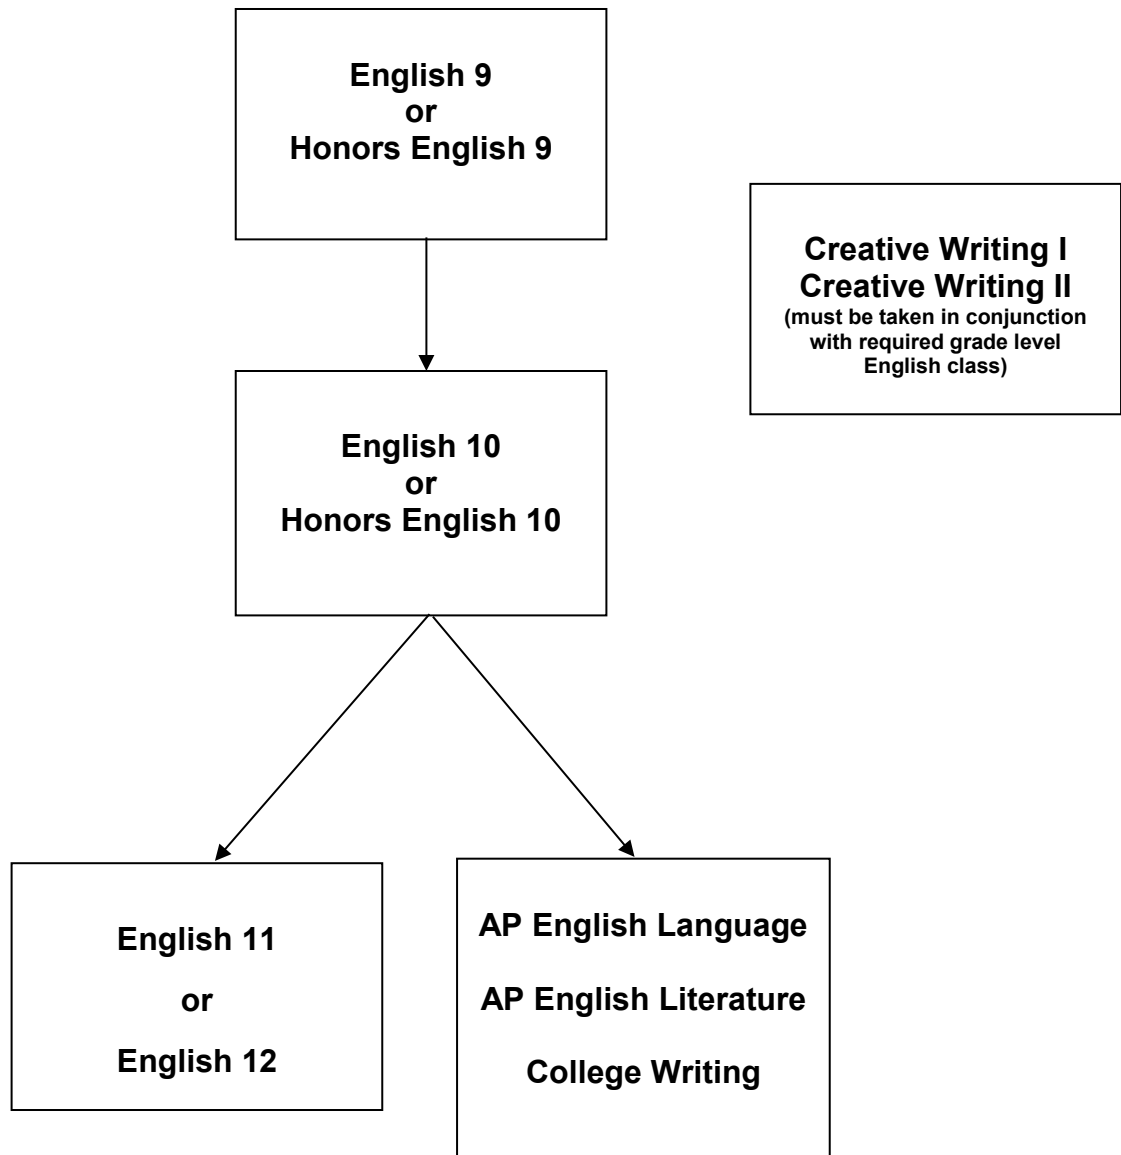 English 9
or
Honors English 9
Creative Writing I
Creative Writing II
(must be taken in conjunction
with required grade level
English class)
English 10
or
Honors English 10
English 11
or
English 12
AP English Language
AP English Literature
College Writing